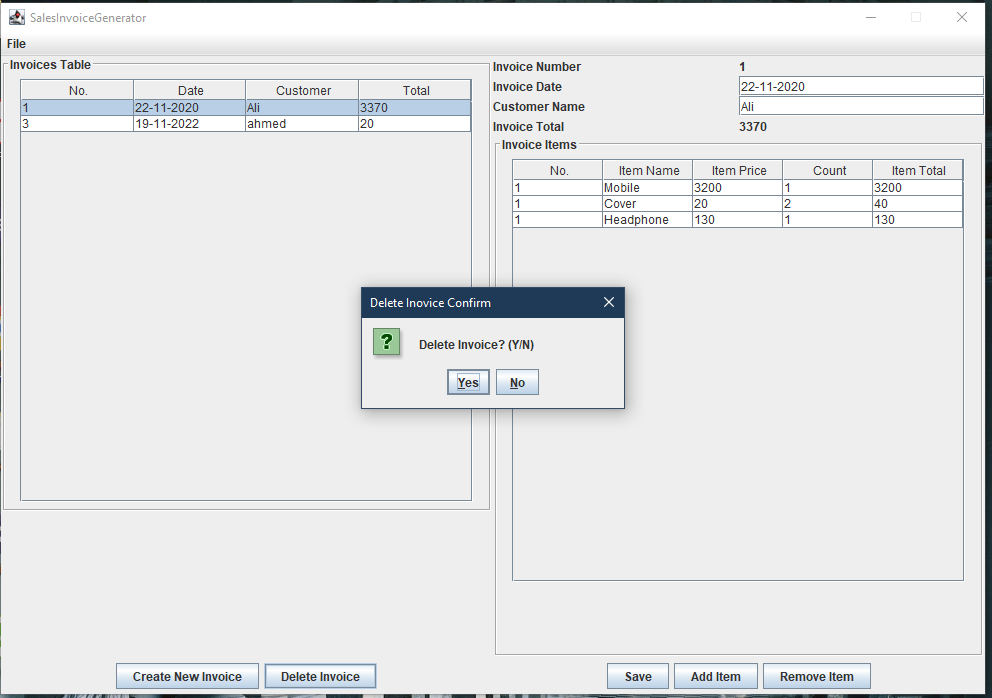 SalesInvoiceGenerator
File
Invoices Table
No. Date Customer Total
1 22-11-2020 Ali 3370
3 19-11-2022 ahmed 20
Invoice Number 1
Invoice Date 22-11-2020
Customer Name Ali
Invoice Total 3370
Invoice Items
No. Item Name Item Price Count Item Total
1 Mobile 3200 1 3200
1 Cover 20 2 40
1 Headphone 130 1 130
Delete Inovice Confirm
? Delete Invoice? (Y/N)
Yes No
Create New Invoice Delete Invoice Save Add Item Remove Item